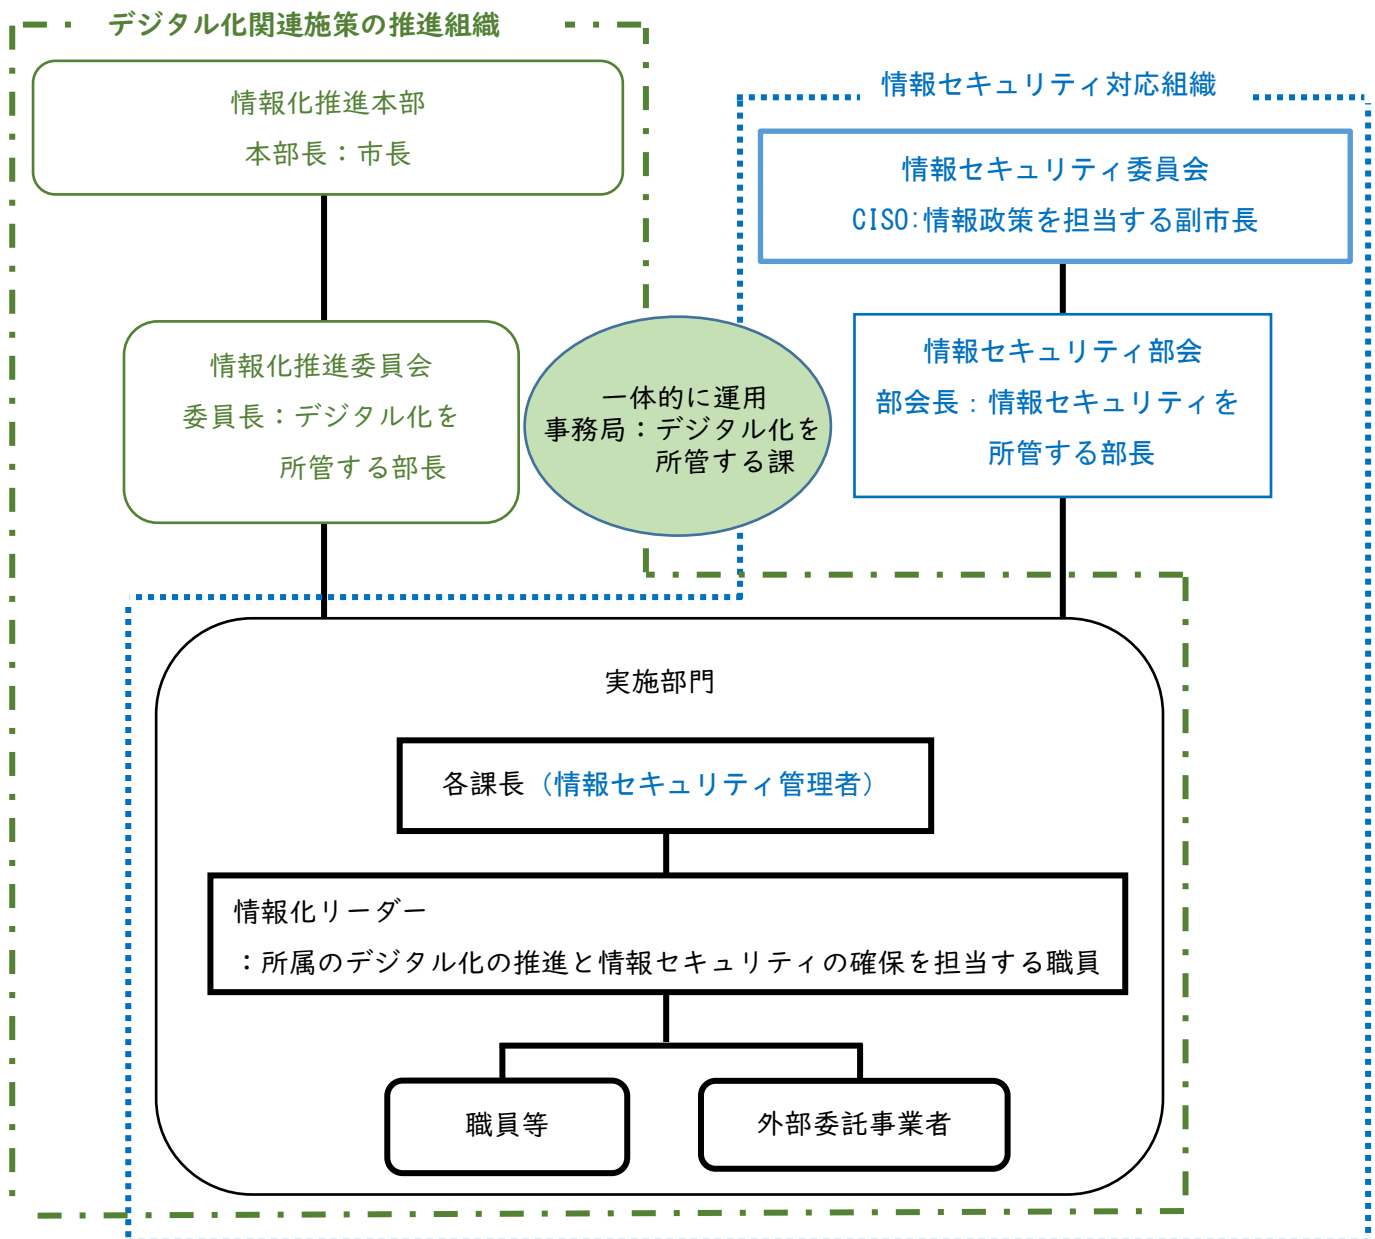 デジタル化関連施策の推進組織
情報化推進本部
本部長：市長
情報セキュリティ対応組織
情報セキュリティ委員会
CISO:情報政策を担当する副市長
情報化推進委員会
委員長：デジタル化を
所管する部長
一体的に運用
事務局：デジタル化を
所管する課
情報セキュリティ部会
部会長：情報セキュリティを
所管する部長
実施部門
各課長（情報セキュリティ管理者）
情報化リーダー
：所属のデジタル化の推進と情報セキュリティの確保を担当する職員
職員等
外部委託事業者